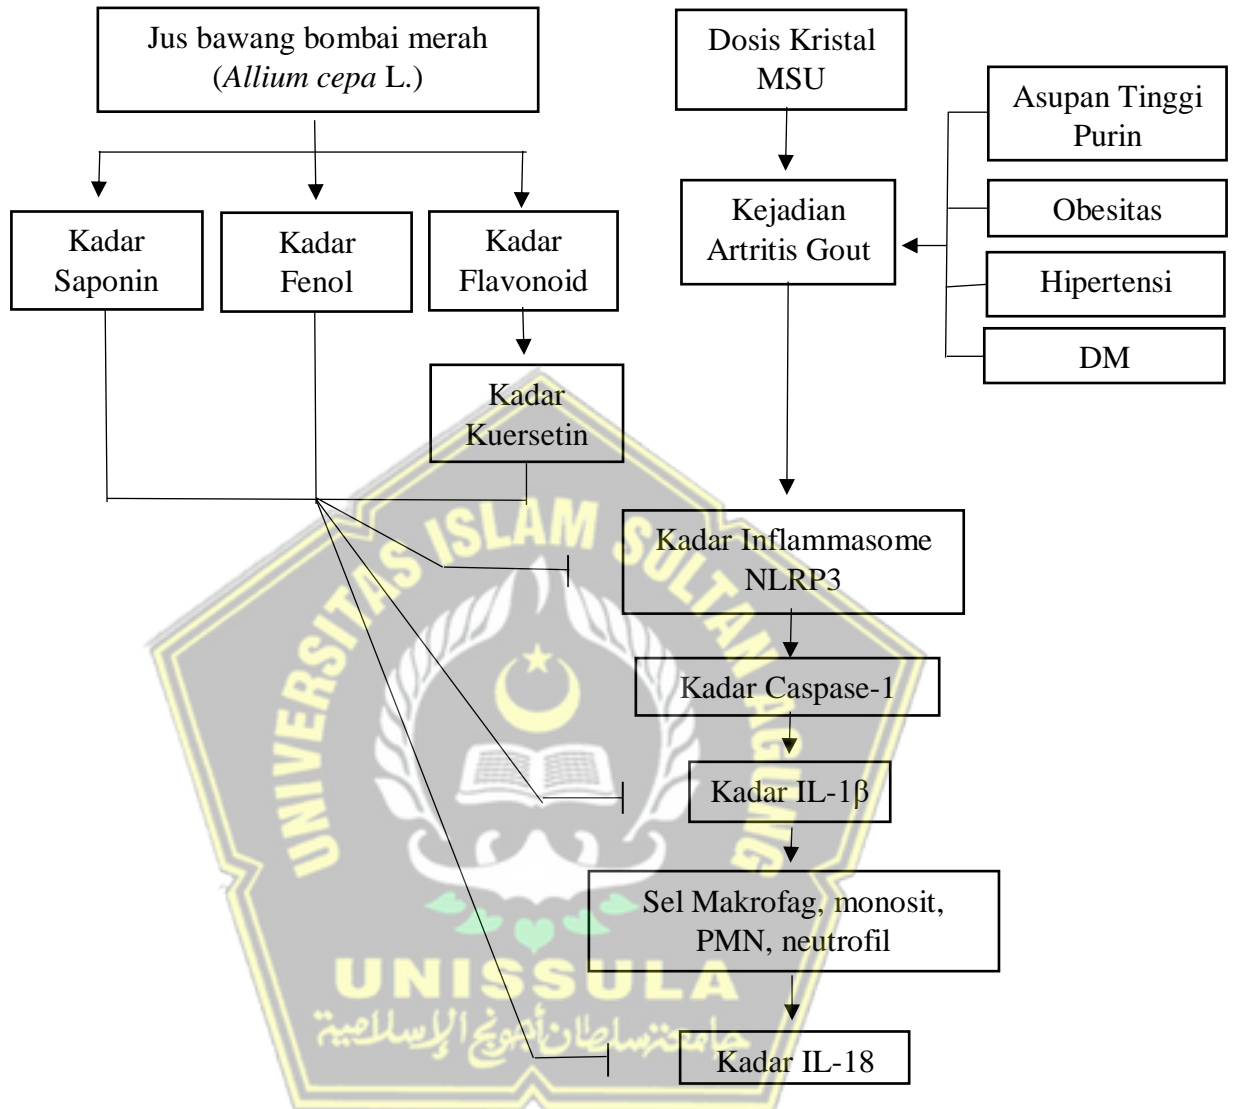 Jus bawang bombai merah
(Allium cepa L.)
Dosis Kristal
MSU
Asupan Tinggi
Purin
Obesitas
Hipertensi
DM
Kejadian
Artritis Gout
Kadar
Saponin
Kadar
Fenol
Kadar
Flavonoid
Kadar
Kuersetin
Kadar Inflammasome
NLRP3
Kadar Caspase-1
Kadar IL-1β
Sel Makrofag, monosit,
PMN, neutrofil
Kadar IL-18
UNIVERSITAS ISLAM SULTAN AGUNG
UNISSULA
جامعة سلطان أجونج الإسلامية